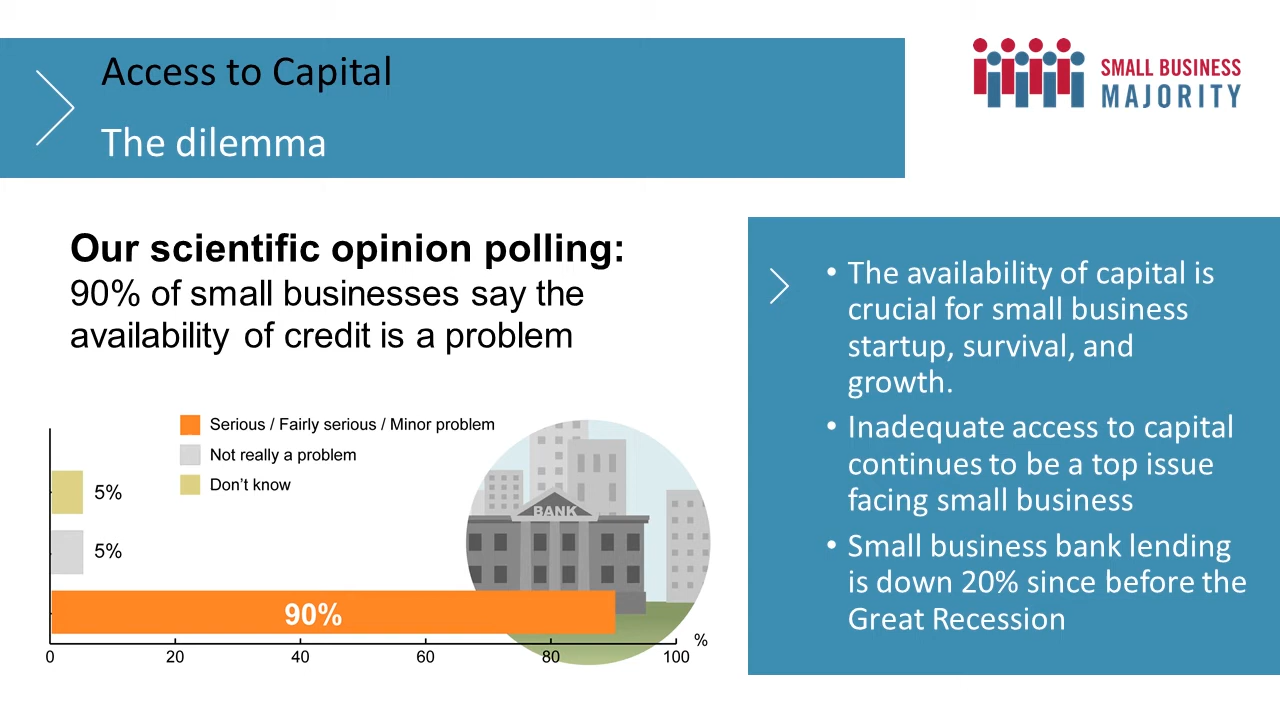 Access to Capital
The dilemma
SMALL BUSINESS
MAJORITY
Our scientific opinion polling:
90% of small businesses say the
availability of credit is a problem
Serious / Fairly serious / Minor problem
Not really a problem
Don’t know
BANK
5%
5%
90%
%
0 20 40 60 80 100
• The availability of capital is
crucial for small business
startup, survival, and
growth.
• Inadequate access to capital
continues to be a top issue
facing small business
• Small business bank lending
is down 20% since before the
Great Recession